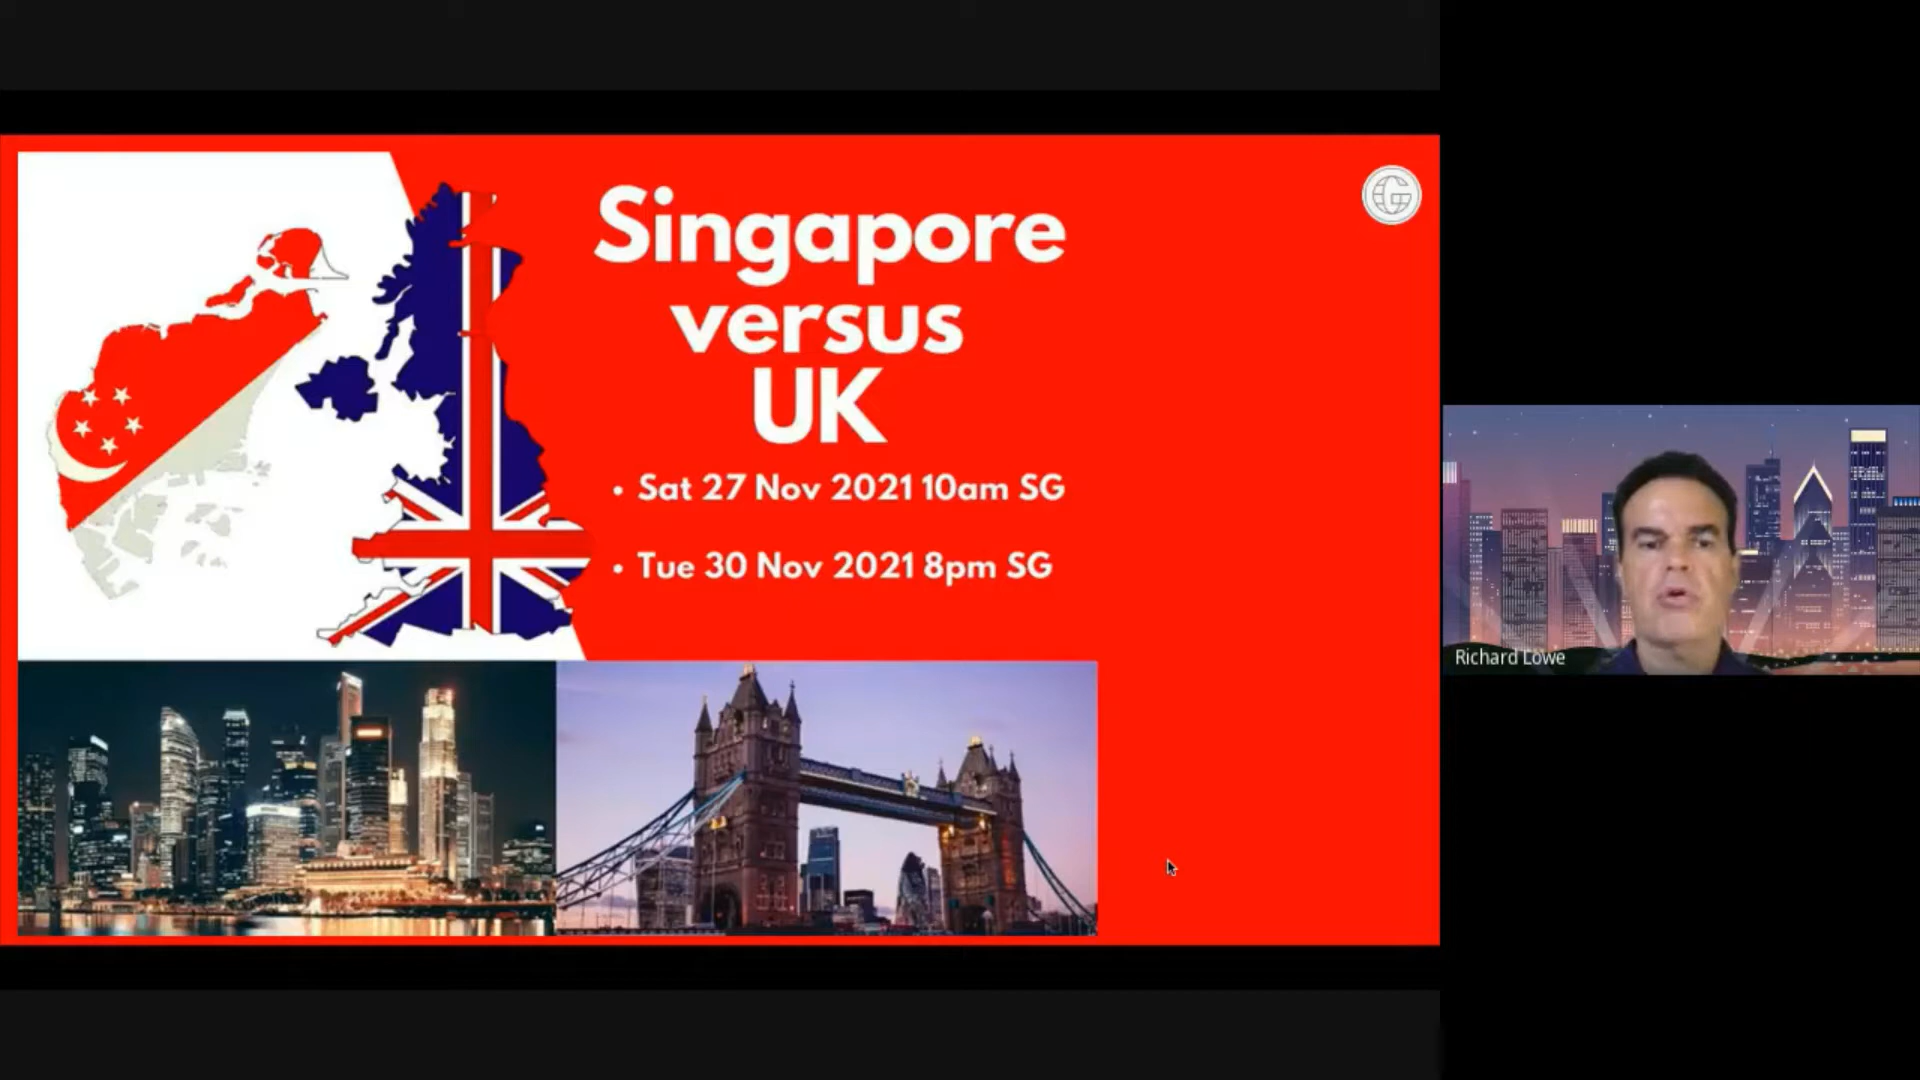 Singapore
versus
UK
• Sat 27 Nov 2021 10am SG
• Tue 30 Nov 2021 8pm SG
G
Richard Lowe